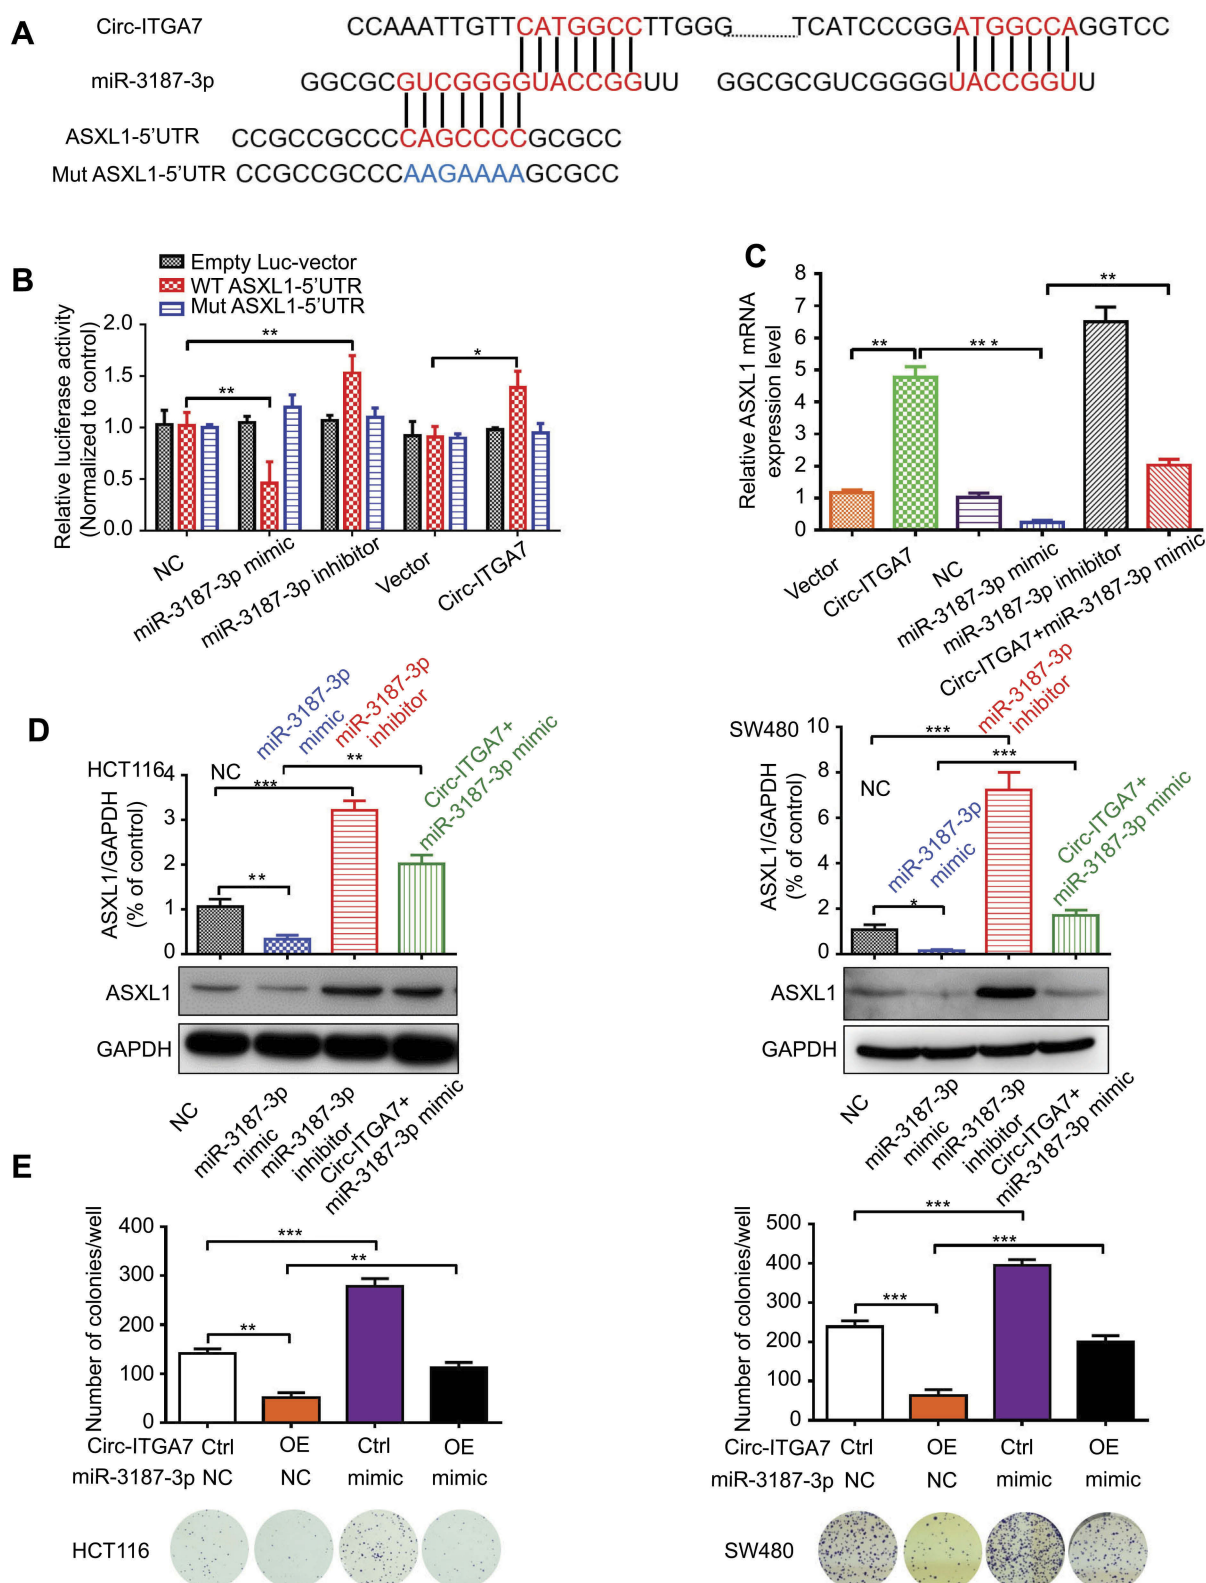 A
Circ-ITGA7
CCAAATTGTTCATGGCCTTGGG
TCATCCCGGATGGCCAGGTCC
miR-3187-3p
GGCGCGUCGGGGUACCGGUU
GGCGCGUCGGGGUACCGGUU
ASXL1-5'UTR
CCGCCGCCCCAGCCCCGCGCC
Mut ASXL1-5'UTR
CCGCCGCCCAAGAAAAGCGCC
B
Empty Luc-vector
WT ASXL1-5'UTR
Mut ASXL1-5'UTR
Relative luciferase activity
(Normalized to control)
2.0
1.5
1.0
0.5
0.0
**
**
*
NC
miR-3187-3p mimic
miR-3187-3p inhibitor
Vector
Circ-ITGA7
C
Relative ASXL1 mRNA
expression level
8
7
6
5
4
3
2
1
0
**
** *
**
Vector
Circ-ITGA7
NC
miR-3187-3p mimic
miR-3187-3p inhibitor
Circ-ITGA7+miR-3187-3p mimic
D
HCT116
ASXL1/GAPDH
(% of control)
4
3
2
1
0
NC
miR-3187-3p
mimic
miR-3187-3p
inhibitor
Circ-ITGA7+
miR-3187-3p mimic
***
**
**
ASXL1
GAPDH
NC
miR-3187-3p
mimic
miR-3187-3p
inhibitor
Circ-ITGA7+
miR-3187-3p mimic
SW480
ASXL1/GAPDH
(% of control)
10
8
6
4
2
0
NC
miR-3187-3p
mimic
miR-3187-3p
inhibitor
Circ-ITGA7+
miR-3187-3p mimic
***
***
*
ASXL1
GAPDH
NC
miR-3187-3p
mimic
miR-3187-3p
inhibitor
Circ-ITGA7+
miR-3187-3p mimic
E
Number of colonies/well
400
300
200
100
0
***
**
**
Circ-ITGA7 Ctrl OE Ctrl OE
miR-3187-3p NC NC mimic mimic
HCT116
Number of colonies/well
500
400
300
200
100
0
***
***
***
Circ-ITGA7 Ctrl OE Ctrl OE
miR-3187-3p NC NC mimic mimic
SW480